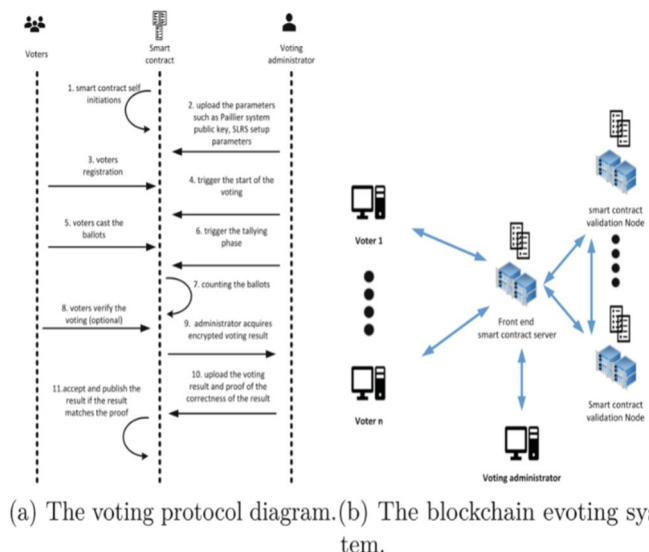 Voters
Smart
contract
Voting
administrator
1. smart contract self
initiations
2. upload the parameters
such as Paillier system
public key, SLRS setup
parameters
3. voters
registration
4. trigger the start of the
voting
5. voters cast the
ballots
6. trigger the tallying
phase
7. counting the ballots
8. voters verify the
voting (optional)
9. administrator acquires
encrypted voting result
10. upload the voting
result and proof of the
correctness of the result
11.accept and publish the
result if the result
matches the proof
Voter 1
Voter n
Front end
smart contract server
smart contract
validation Node
Smart contract
validation Node
Voting administrator
(a) The voting protocol diagram.
(b) The blockchain evoting sys
tem.